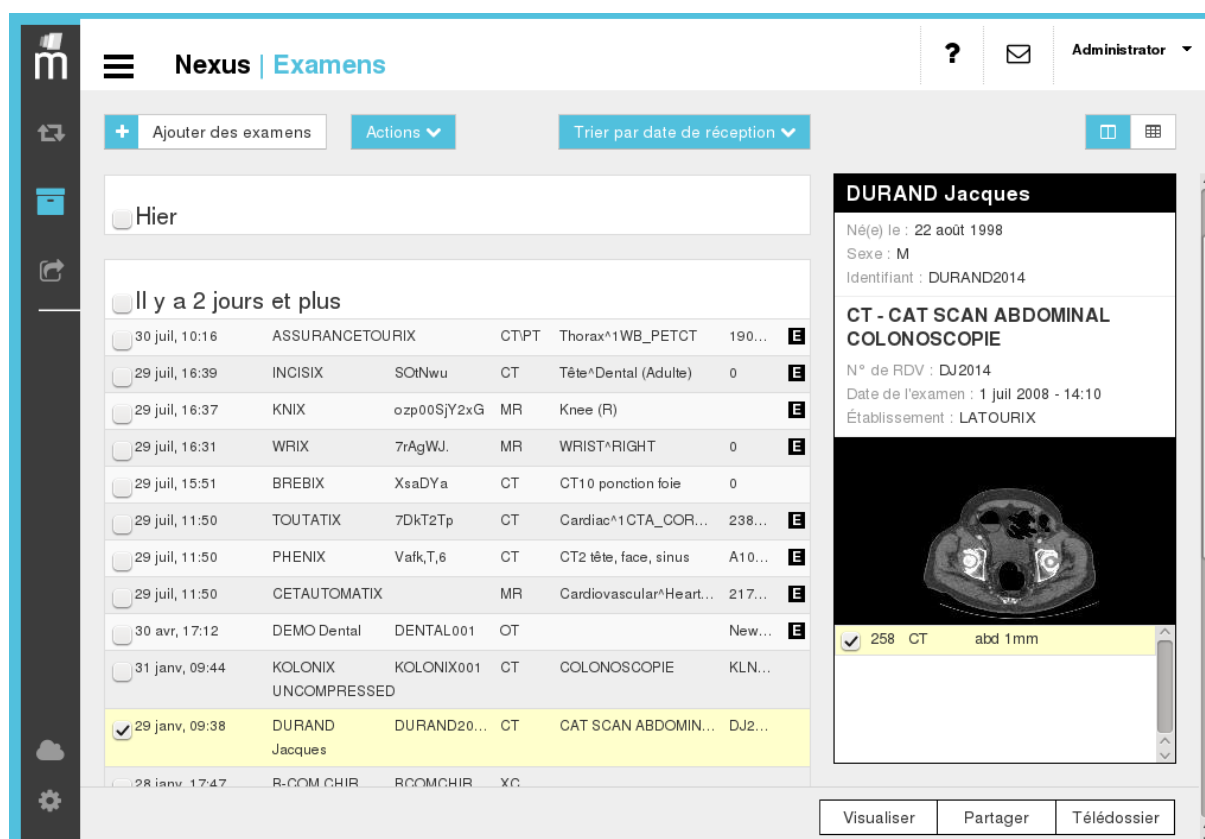 m
Nexus | Examens
?
Administrator
+ Ajouter des examens
Actions
Trier par date de réception
Hier
Il y a 2 jours et plus
30 juil, 10:16 ASSURANCETOURIX CT\PT Thorax^1WB_PETCT 190... E
29 juil, 16:39 INCISIX SOtNwu CT Tête^Dental (Adulte) 0 E
29 juil, 16:37 KNIX ozp00SjY2xG MR Knee (R) E
29 juil, 16:31 WRIX 7rAgWJ. MR WRIST^RIGHT 0 E
29 juil, 15:51 BREBIX XsaDYa CT CT10 ponction foie 0
29 juil, 11:50 TOUTATIX 7DkT2Tp CT Cardiac^1CTA_COR... 238... E
29 juil, 11:50 PHENIX Vafk,T,6 CT CT2 tête, face, sinus A10... E
29 juil, 11:50 CETAUTOMATIX MR Cardiovascular^Heart... 217... E
30 avr, 17:12 DEMO Dental DENTAL001 OT New... E
31 janv, 09:44 KOLONIX KOLONIX001 CT COLONOSCOPIE KLN...
UNCOMPRESSED
29 janv, 09:38 DURAND DURAND20... CT CAT SCAN ABDOMIN... DJ2...
Jacques
28 janv, 17:47 B-COM CHIR BCOMCHIR XC
DURAND Jacques
Né(e) le : 22 août 1998
Sexe : M
Identifiant : DURAND2014
CT - CAT SCAN ABDOMINAL
COLONOSCOPIE
N° de RDV : DJ2014
Date de l'examen : 1 juil 2008 - 14:10
Établissement : LATOURIX
258 CT abd 1mm
Visualiser
Partager
Télédossier